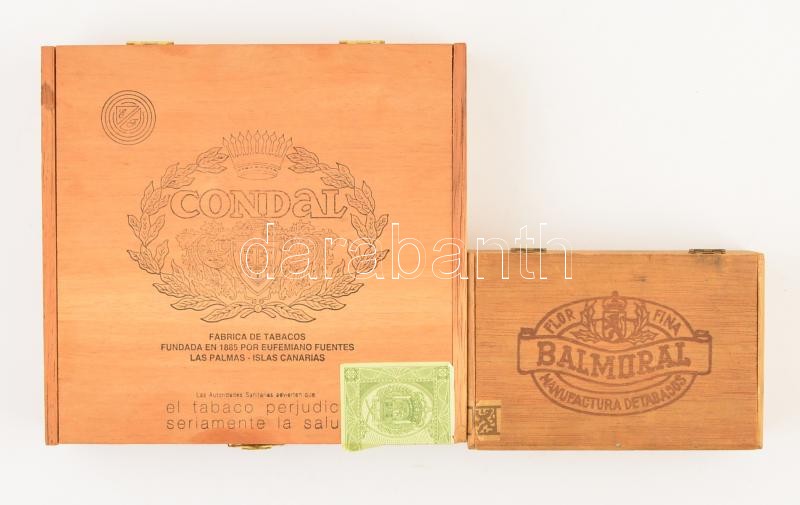 CONDAL
FABRICA DE TABACOS
FUNDADA EN 1885 POR EUFEMIANO FUENTES
LAS PALMAS - ISLAS CANARIAS
Las Autoridades Sanitarias advierten que
el tabaco perjudic
seriamente la salu
darabanth
FLOR FINA
BALMORAL
MANUFACTURA DE TABACOS